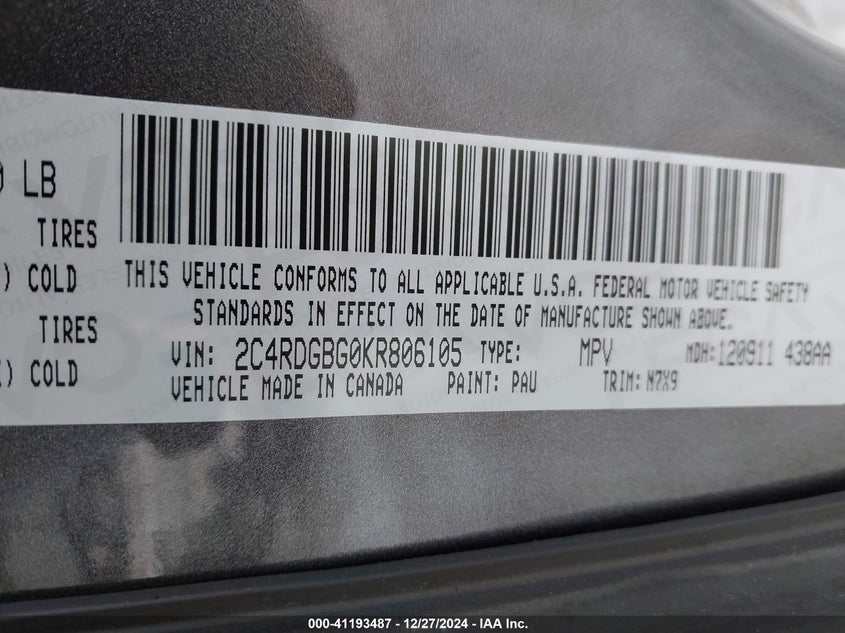 ) LB
TIRES
) COLD
TIRES
) COLD
THIS VEHICLE CONFORMS TO ALL APPLICABLE U.S.A. FEDERAL MOTOR VEHICLE SAFETY
STANDARDS IN EFFECT ON THE DATE OF MANUFACTURE SHOWN ABOVE.
VIN: 2C4RDGBG0KR806105 TYPE: MPV MDH:120911 438AA
VEHICLE MADE IN CANADA PAINT: PAU TRIM: N7X9
000-41193487 - 12/27/2024 - IAA Inc.